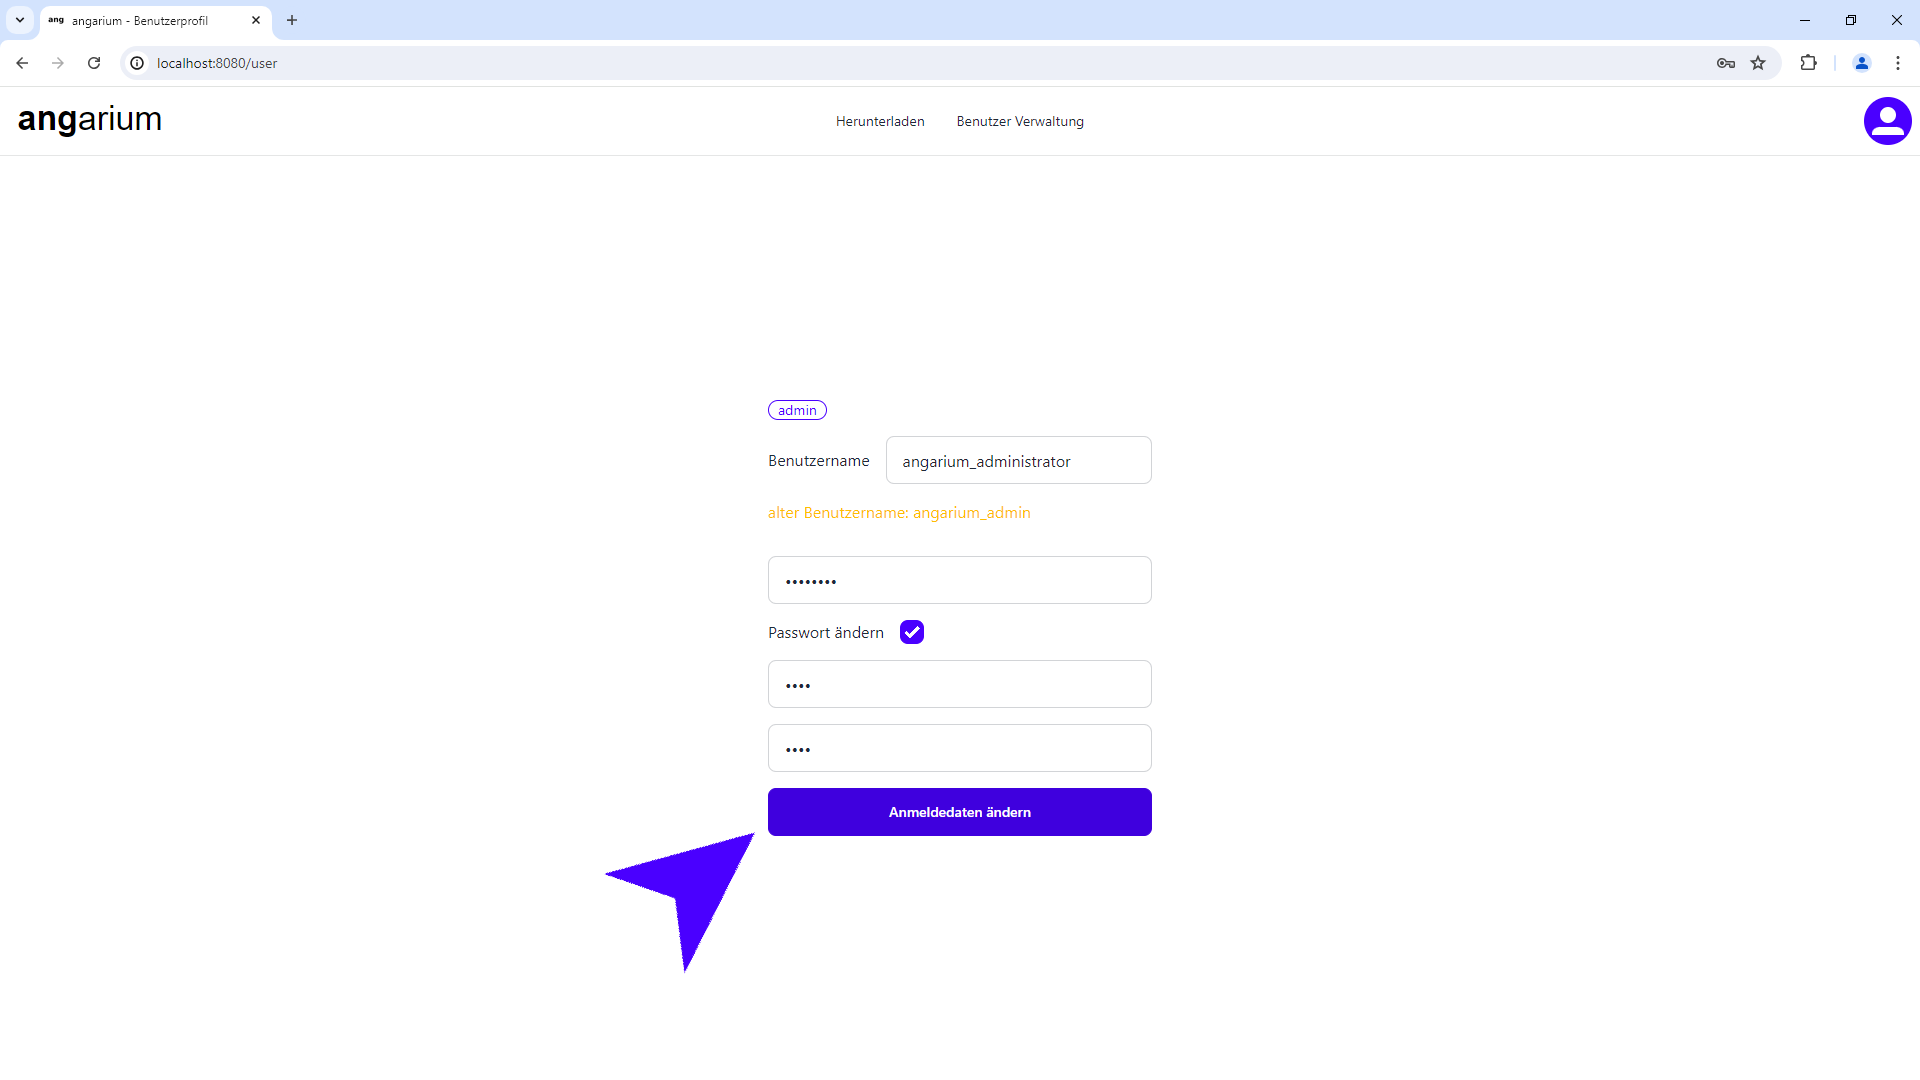 ang angarium - Benutzerprofil
localhost:8080/user
angarium
Herunterladen Benutzer Verwaltung
admin
Benutzername angarium_administrator
alter Benutzername: angarium_admin
••••••••
Passwort ändern
••••
••••
Anmeldedaten ändern